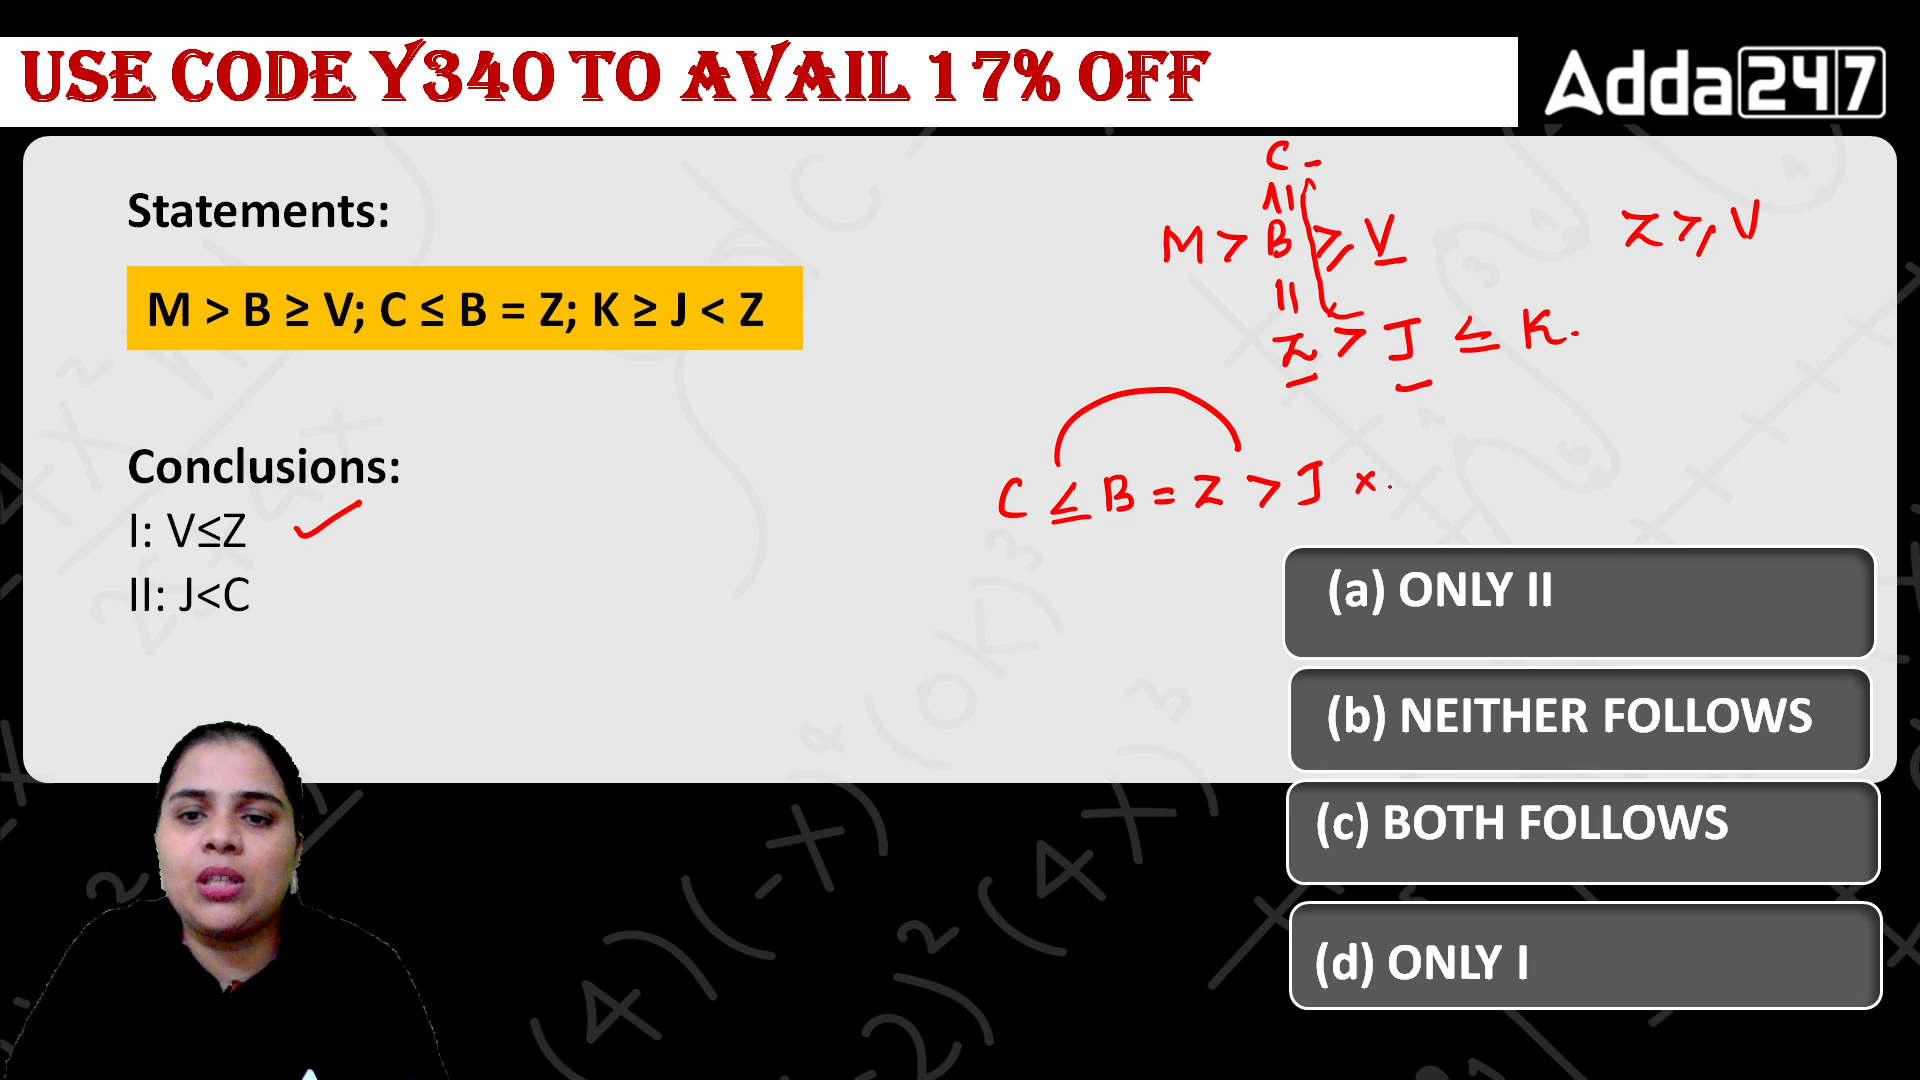 USE CODE Y340 TO AVAIL 17% OFF
Adda247
Statements:
M > B ≥ V; C ≤ B = Z; K ≥ J < Z
Conclusions:
I: V≤Z
II: J<C
C -
M > B ≥ V
Z ≥ V
Z > J ≤ K.
C ≤ B = Z > J ×.
(a) ONLY II
(b) NEITHER FOLLOWS
(c) BOTH FOLLOWS
(d) ONLY I